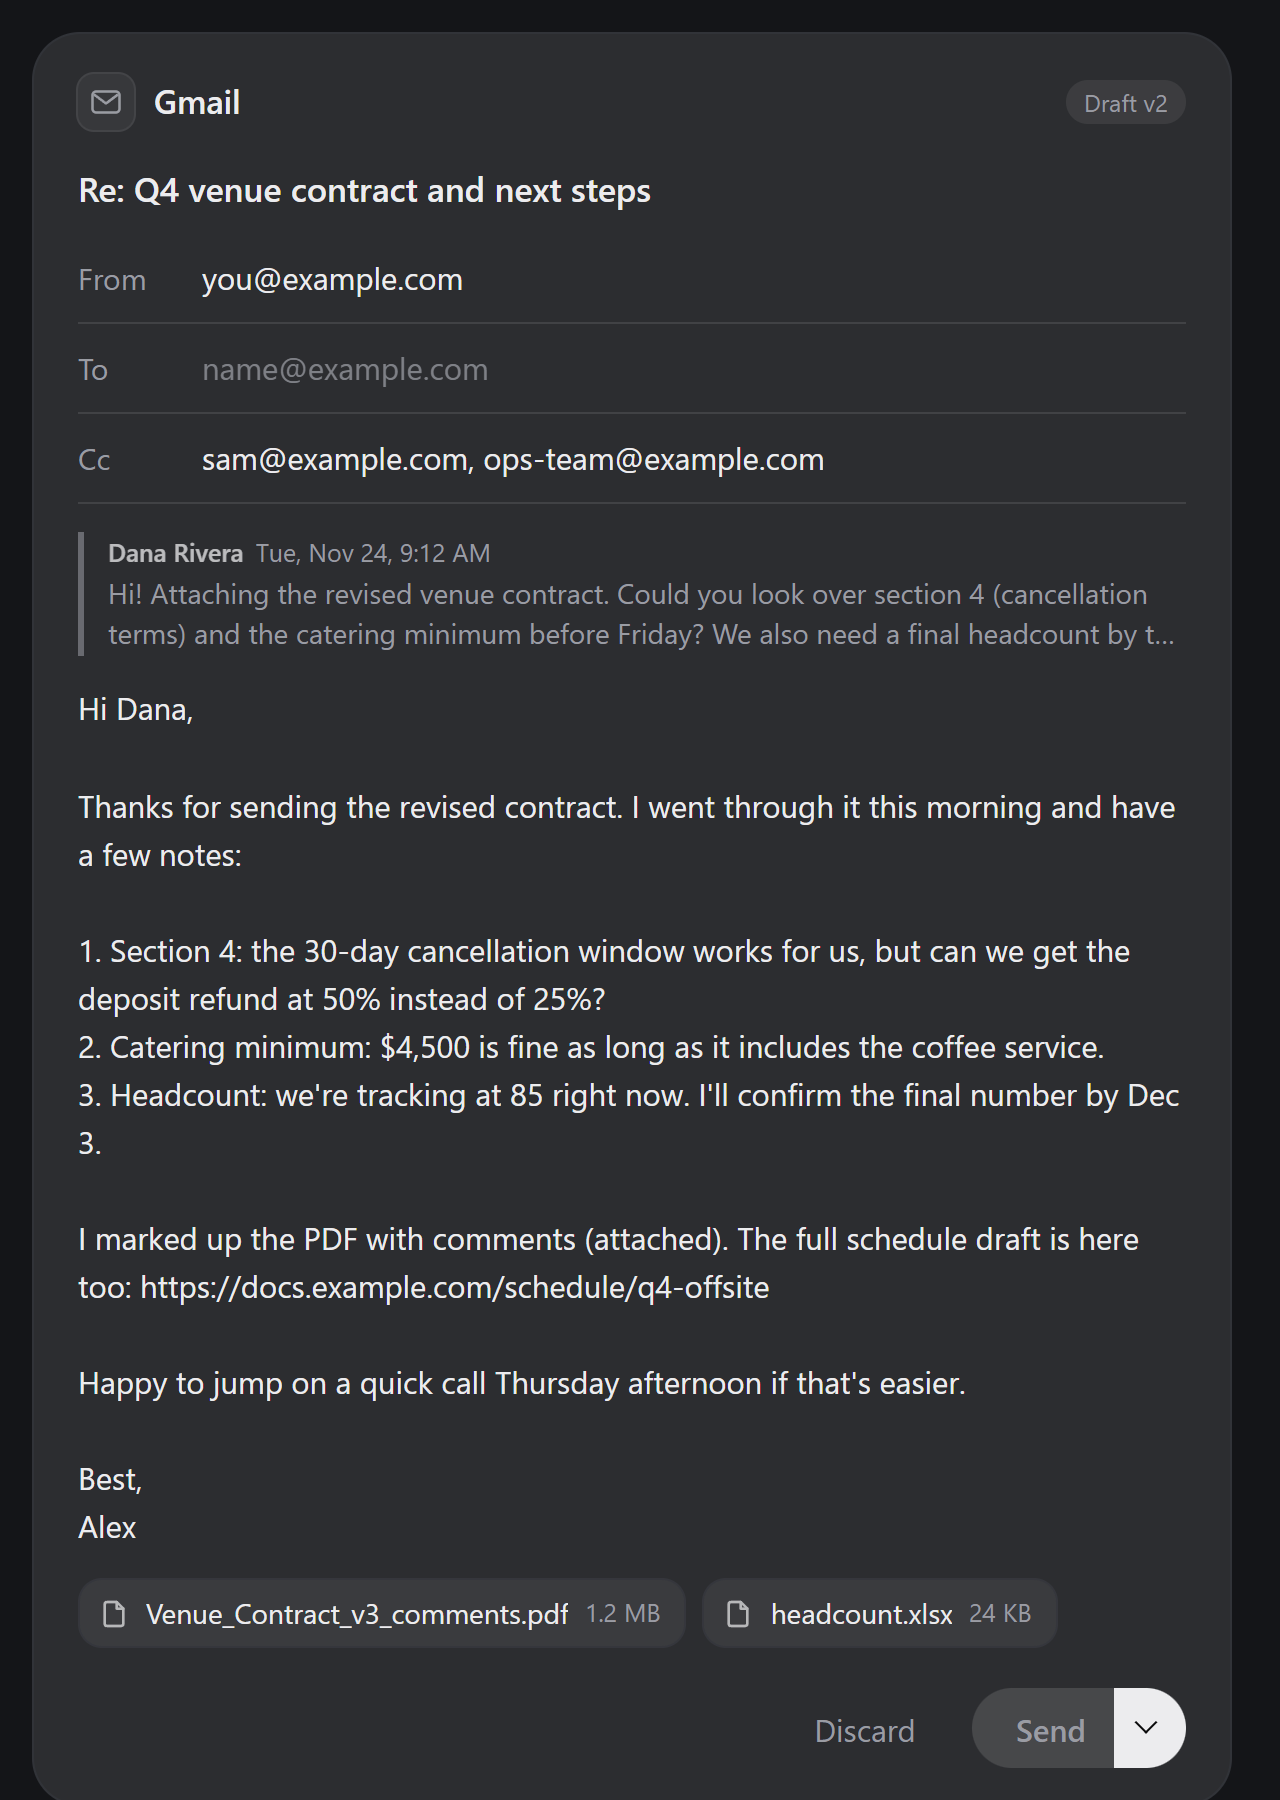 Gmail
Draft v2
Re: Q4 venue contract and next steps
From you@example.com
To name@example.com
Cc sam@example.com, ops-team@example.com
Dana Rivera Tue, Nov 24, 9:12 AM
Hi! Attaching the revised venue contract. Could you look over section 4 (cancellation
terms) and the catering minimum before Friday? We also need a final headcount by t...
Hi Dana,
Thanks for sending the revised contract. I went through it this morning and have
a few notes:
1. Section 4: the 30-day cancellation window works for us, but can we get the
deposit refund at 50% instead of 25%?
2. Catering minimum: $4,500 is fine as long as it includes the coffee service.
3. Headcount: we're tracking at 85 right now. I'll confirm the final number by Dec
3.
I marked up the PDF with comments (attached). The full schedule draft is here
too: https://docs.example.com/schedule/q4-offsite
Happy to jump on a quick call Thursday afternoon if that's easier.
Best,
Alex
Venue_Contract_v3_comments.pdf 1.2 MB
headcount.xlsx 24 KB
Discard
Send